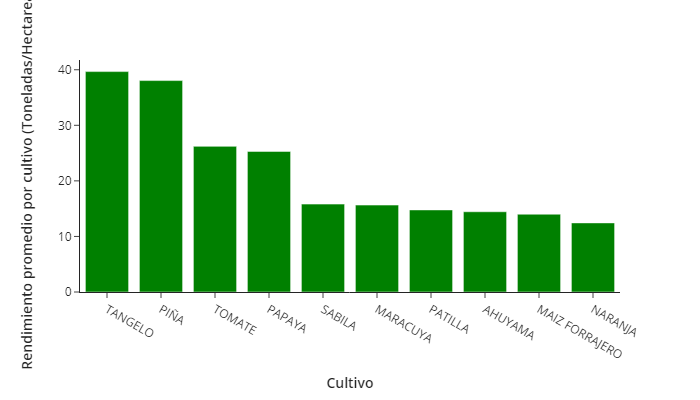 Rendimiento promedio por cultivo (Toneladas/Hectarea
40
30
20
10
0
TANGELO
PIÑA
TOMATE
PAPAYA
SABILA
MARACUYA
PATILLA
AHUYAMA
MAIZ FORRAJERO
NARANJA
Cultivo